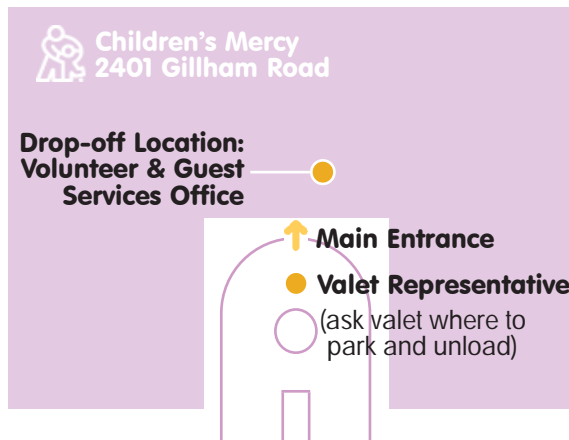 Children's Mercy
2401 Gillham Road
Drop-off Location:
Volunteer & Guest
Services Office
Main Entrance
Valet Representative
(ask valet where to
park and unload)